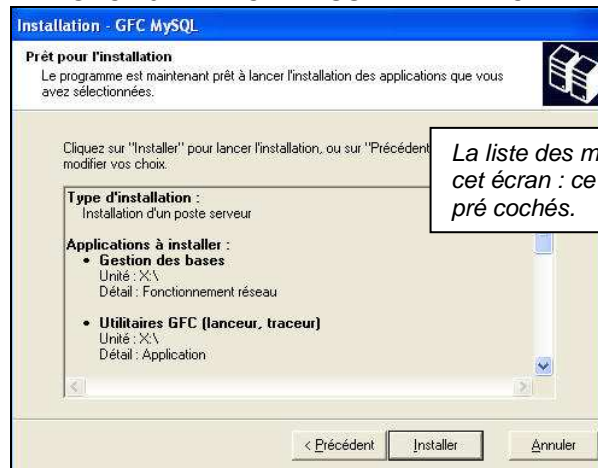 Installation - GFC MySQL
Prêt pour l'installation
Le programme est maintenant prêt à lancer l'installation des applications que vous
avez sélectionnées.
Cliquez sur "Installer" pour lancer l'installation, ou sur "Précédent
modifier vos choix.
La liste des m
cet écran : ce
pré cochés.
Type d'installation :
Installation d'un poste serveur
Applications à installer :
• Gestion des bases
Unité : X:\
Détail : Fonctionnement réseau
• Utilitaires GFC (lanceur, traceur)
Unité : X:\
Détail : Application
< Précédent
Installer
Annuler